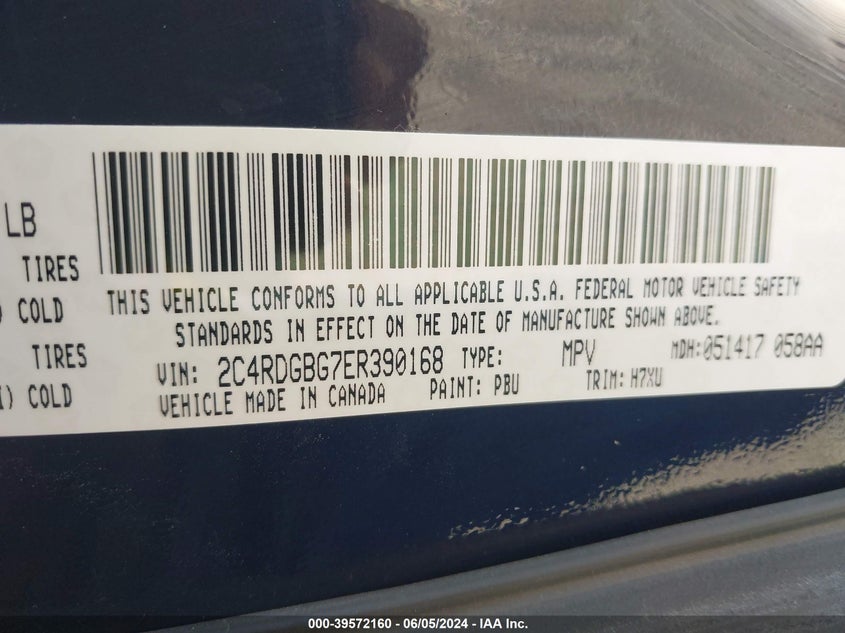 LB
TIRES
) COLD
TIRES
) COLD
THIS VEHICLE CONFORMS TO ALL APPLICABLE U.S.A. FEDERAL MOTOR VEHICLE SAFETY
STANDARDS IN EFFECT ON THE DATE OF MANUFACTURE SHOWN ABOVE.
VIN: 2C4RDGBG7ER390168 TYPE: MPV MDH:051417 058AA
VEHICLE MADE IN CANADA PAINT: PBU TRIM: H7XU
000-39572160 - 06/05/2024 - IAA Inc.